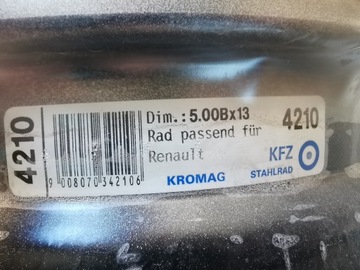 4210
Dim.: 5.00Bx13
Rad passend für
Renault
4210
KFZ
KROMAG
STAHLRAD
9 008070 342106